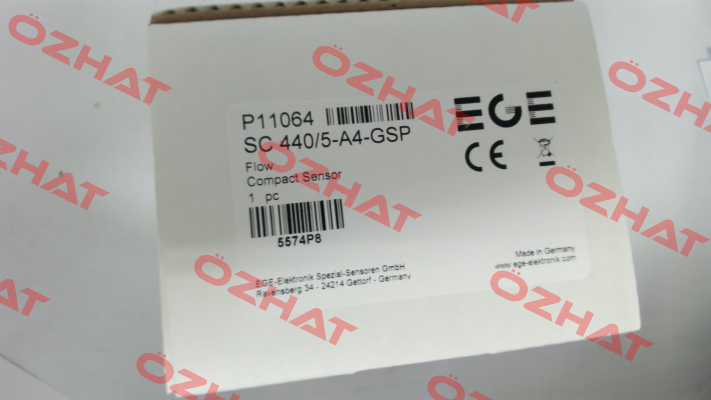 P11064
EGE
SC 440/5-A4-GSP
CE
Flow
Compact Sensor
1 pc
5574P8
EGE-Elektronik Spezial-Sensoren GmbH
Ravensberg 34 - 24214 Gettorf - Germany
Made in Germany
www.ege-elektronik.com
ÖZHAT
ÖZHAT
ÖZHAT
ÖZHAT
ÖZHAT
ÖZHAT
ÖZHAT
ÖZHAT
ÖZHAT
ÖZHAT
ÖZHAT